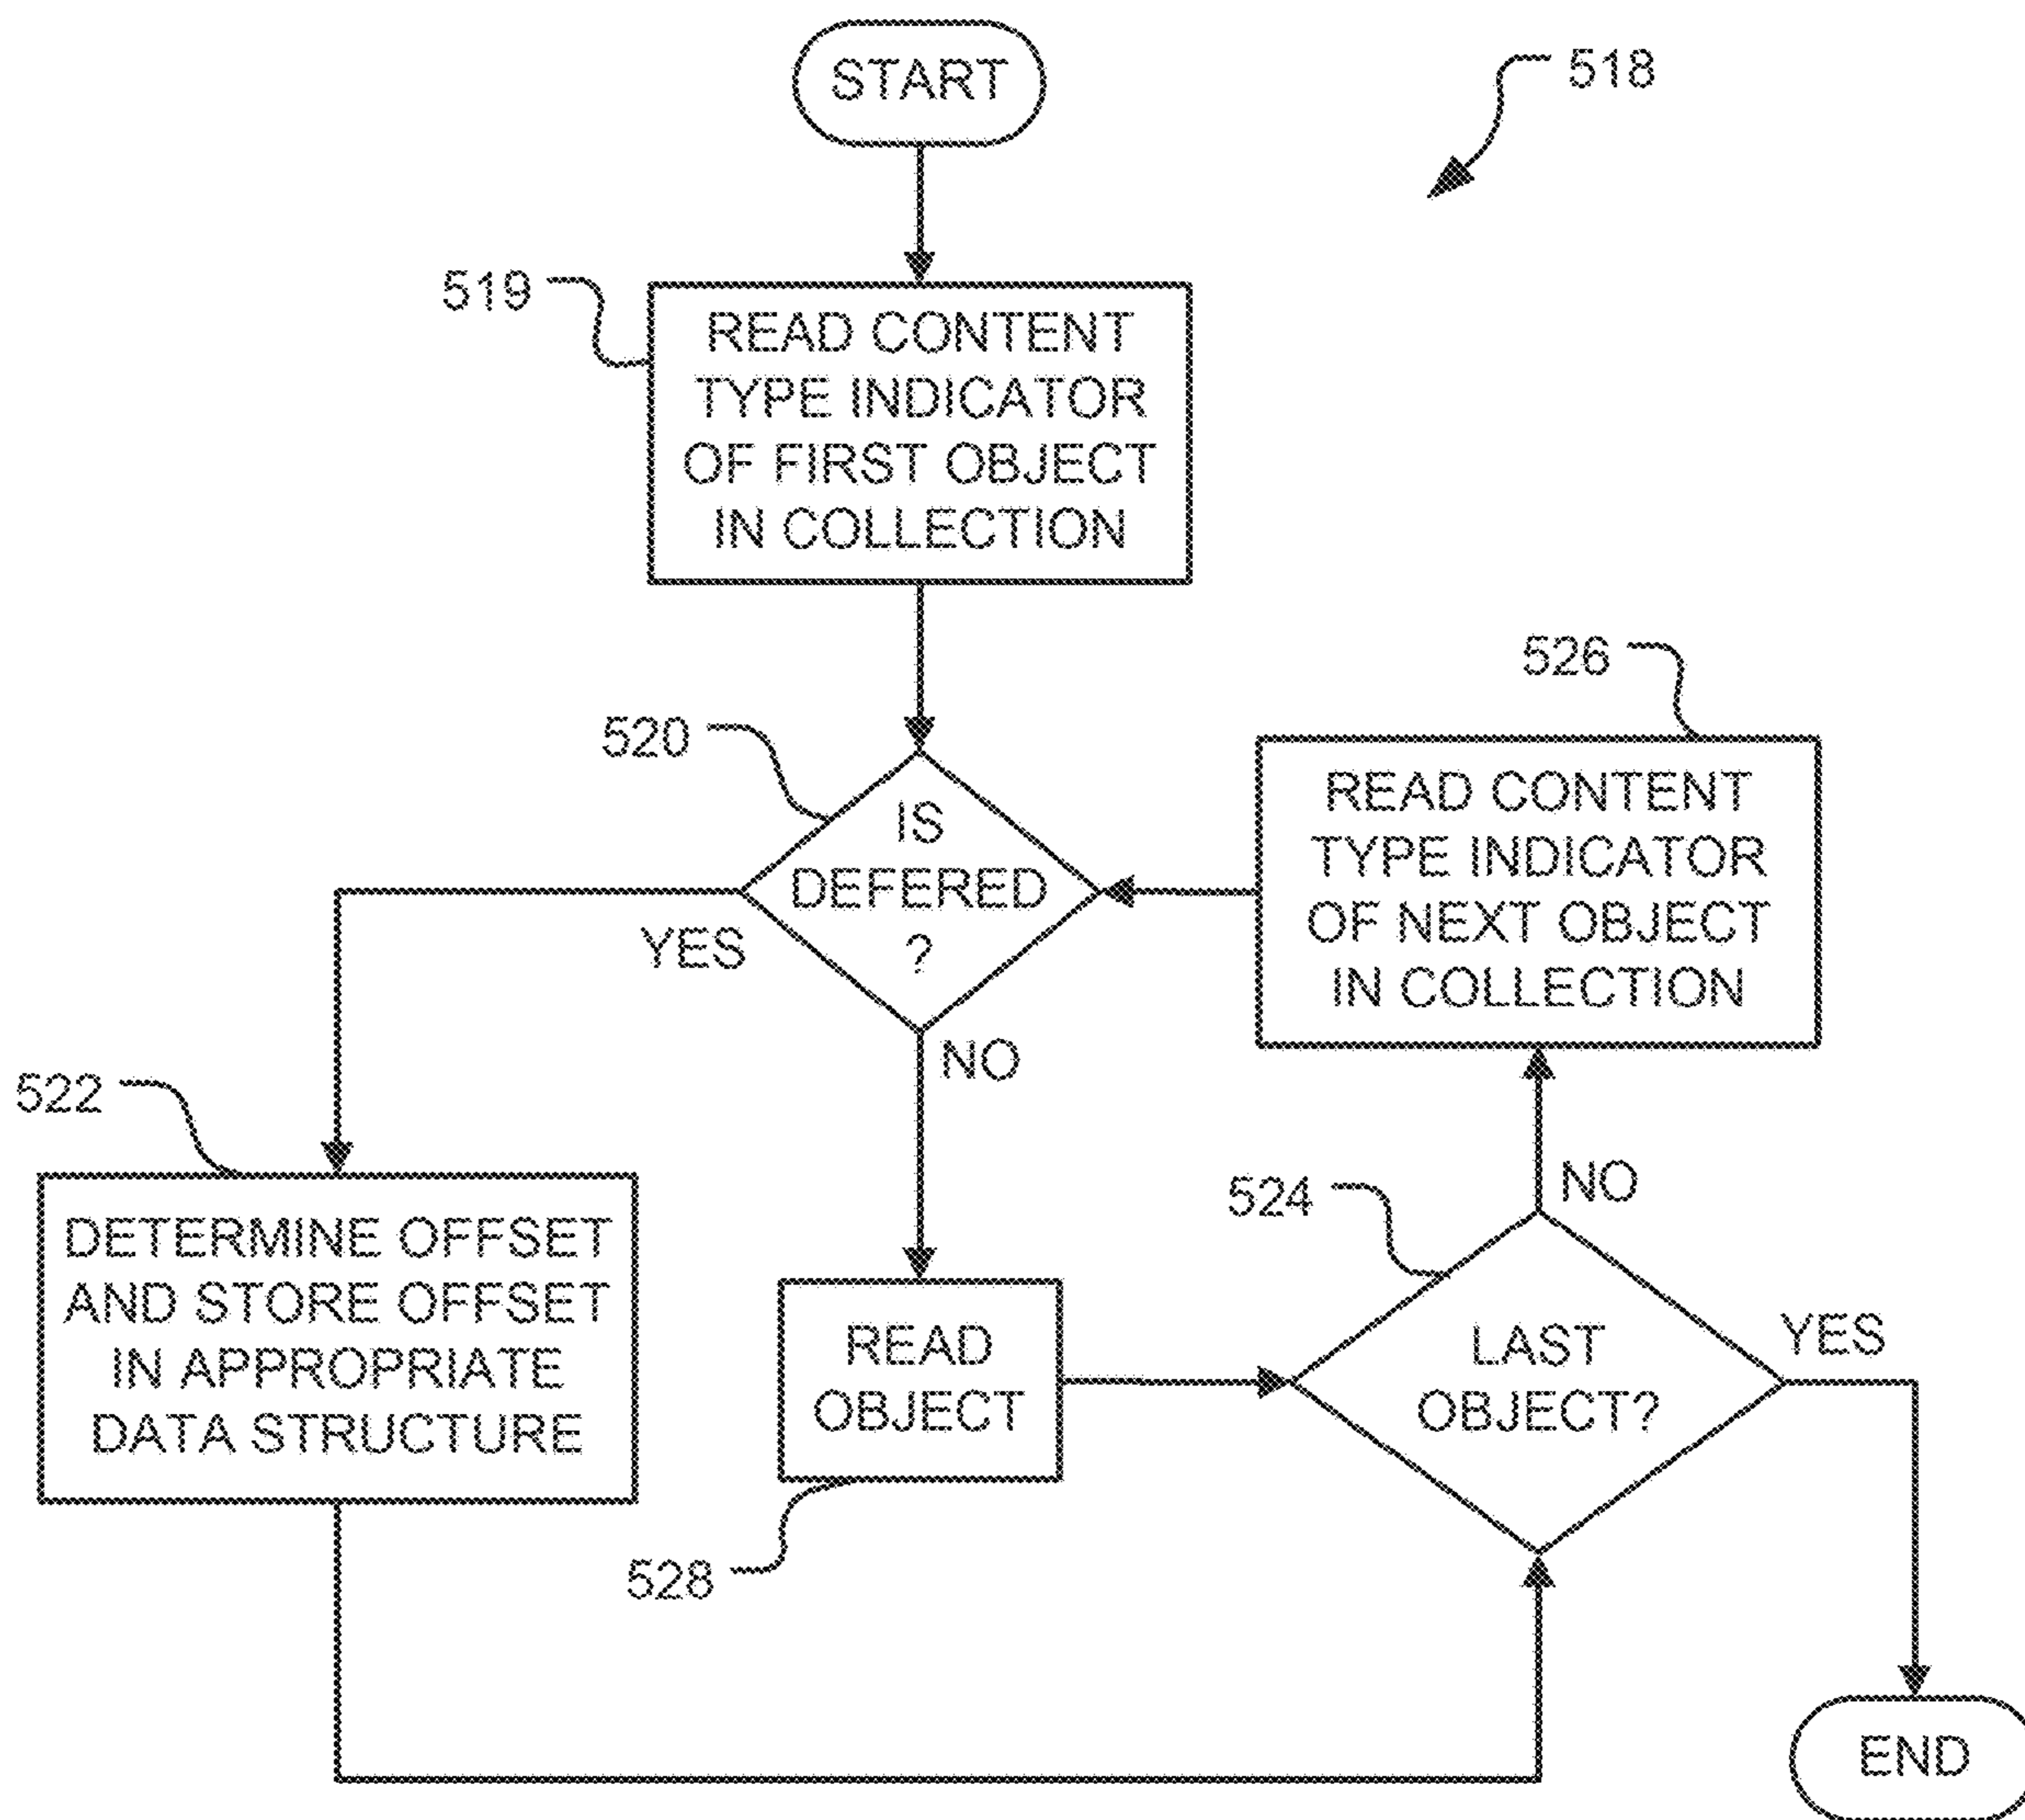 START
518
519
READ CONTENT
TYPE INDICATOR
OF FIRST OBJECT
IN COLLECTION
526
520
IS
DEFERED
?
YES
NO
READ CONTENT
TYPE INDICATOR
OF NEXT OBJECT
IN COLLECTION
522
DETERMINE OFFSET
AND STORE OFFSET
IN APPROPRIATE
DATA STRUCTURE
READ
OBJECT
528
524
NO
LAST
OBJECT?
YES
END